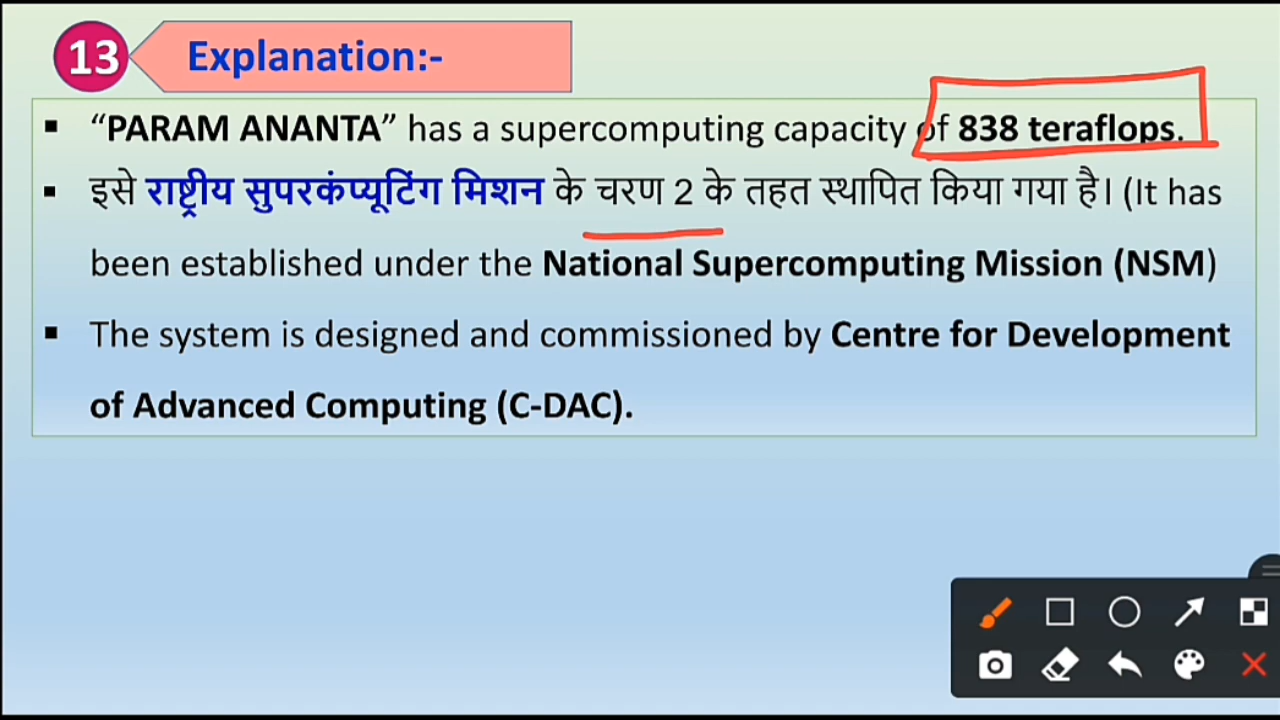 13 Explanation:-
▪ “PARAM ANANTA” has a supercomputing capacity of 838 teraflops.
▪ इसे राष्ट्रीय सुपरकंप्यूटिंग मिशन के चरण 2 के तहत स्थापित किया गया है। (It has
been established under the National Supercomputing Mission (NSM)
▪ The system is designed and commissioned by Centre for Development
of Advanced Computing (C-DAC).